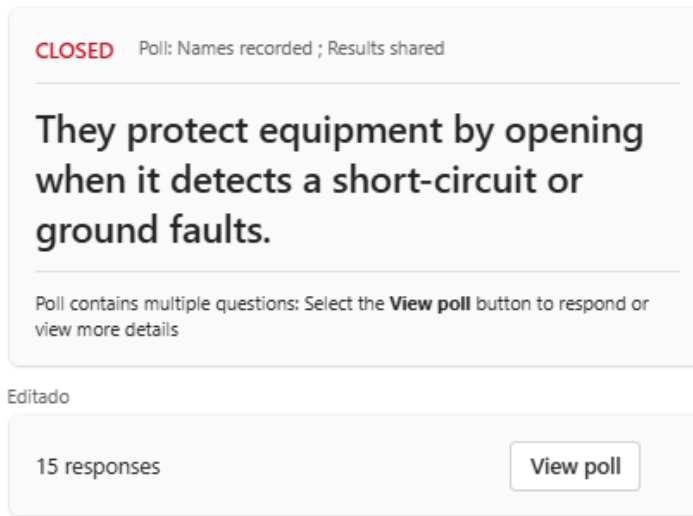 CLOSED Poll: Names recorded ; Results shared
They protect equipment by opening
when it detects a short-circuit or
ground faults.
Poll contains multiple questions: Select the View poll button to respond or
view more details
Editado
15 responses View poll